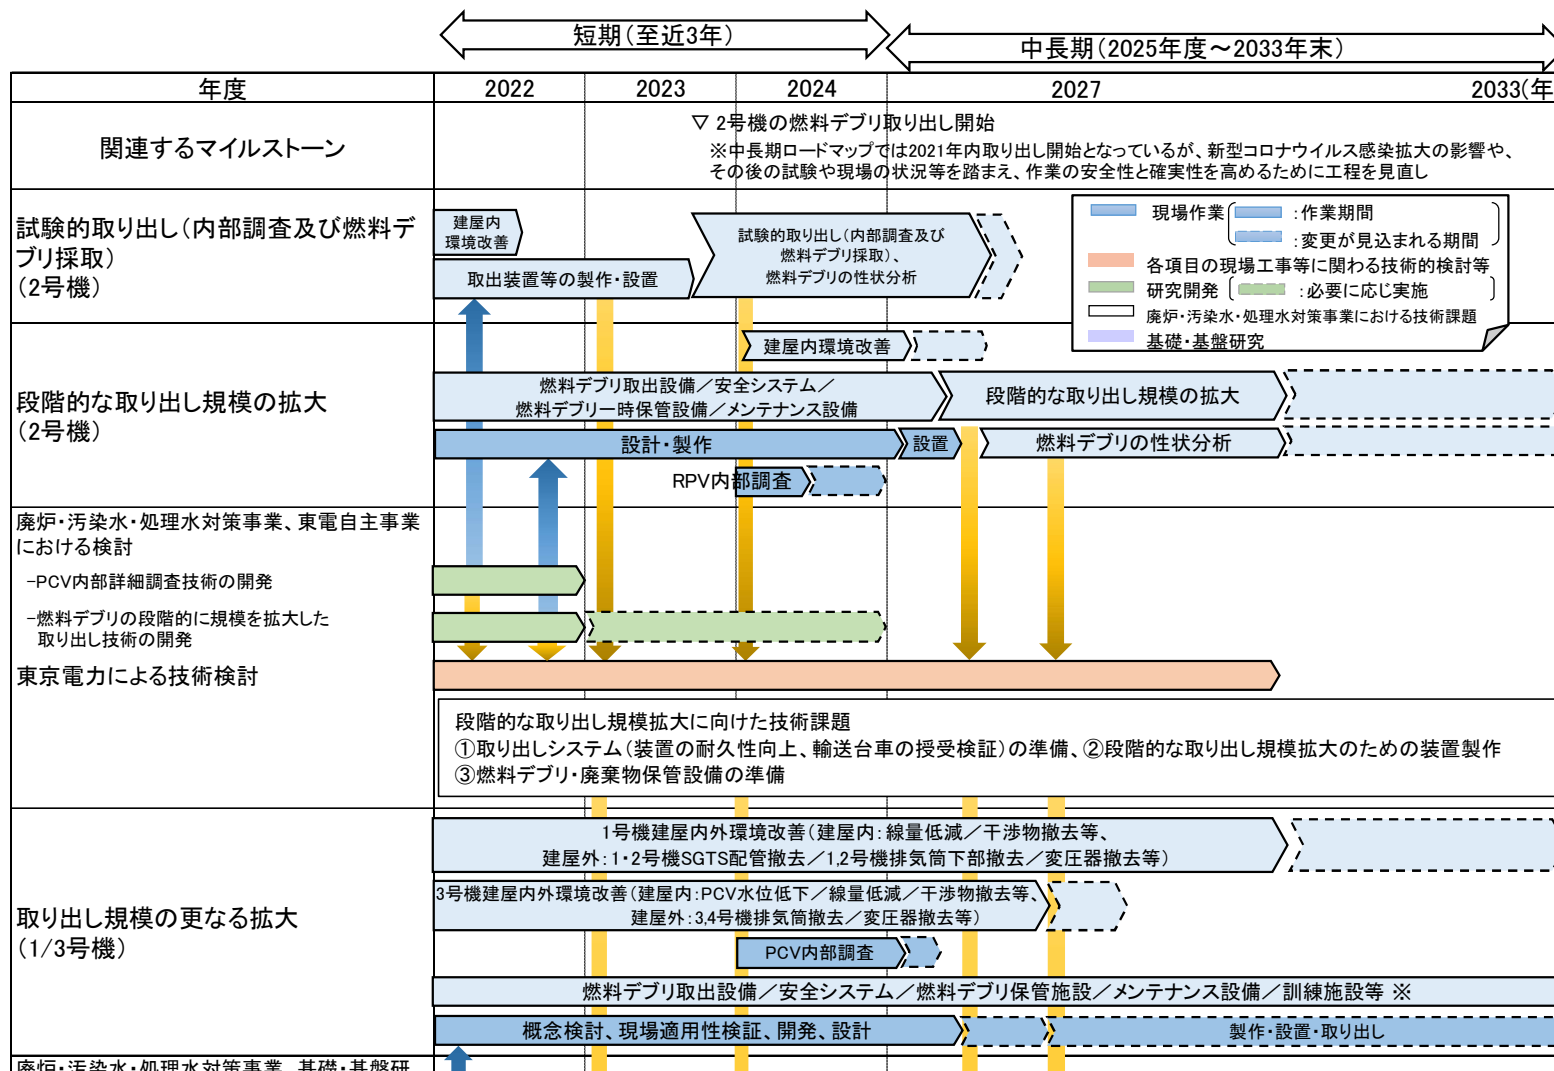 短期(至近3年)
中長期(2025年度～2033年末)
年度
2022
2023
2024
2027
2033(年
関連するマイルストーン
▽ 2号機の燃料デブリ取り出し開始
※中長期ロードマップでは2021年内取り出し開始となっているが、新型コロナウイルス感染拡大の影響や、
その後の試験や現場の状況等を踏まえ、作業の安全性と確実性を高めるために工程を見直し
現場作業
:作業期間
:変更が見込まれる期間
各項目の現場工事等に関わる技術的検討等
研究開発
:必要に応じ実施
廃炉・汚染水・処理水対策事業における技術課題
基礎・基盤研究
試験的取り出し(内部調査及び燃料デ
ブリ採取)
(2号機)
建屋内
環境改善
取出装置等の製作・設置
試験的取り出し(内部調査及び
燃料デブリ採取)、
燃料デブリの性状分析
段階的な取り出し規模の拡大
(2号機)
建屋内環境改善
燃料デブリ取出設備／安全システム／
燃料デブリ一時保管設備／メンテナンス設備
段階的な取り出し規模の拡大
設計・製作
設置
燃料デブリの性状分析
RPV内部調査
廃炉・汚染水・処理水対策事業、東電自主事業
における検討
-PCV内部詳細調査技術の開発
-燃料デブリの段階的に規模を拡大した
取り出し技術の開発
東京電力による技術検討
段階的な取り出し規模拡大に向けた技術課題
①取り出しシステム(装置の耐久性向上、輸送台車の授受検証)の準備、②段階的な取り出し規模拡大のための装置製作
③燃料デブリ・廃棄物保管設備の準備
取り出し規模の更なる拡大
(1/3号機)
1号機建屋内外環境改善(建屋内:線量低減／干渉物撤去等、
建屋外:1・2号機SGTS配管撤去／1,2号機排気筒下部撤去／変圧器撤去等)
3号機建屋内外環境改善(建屋内:PCV水位低下／線量低減／干渉物撤去等、
建屋外:3,4号機排気筒撤去／変圧器撤去等)
PCV内部調査
燃料デブリ取出設備／安全システム／燃料デブリ保管施設／メンテナンス設備／訓練施設等 ※
概念検討、現場適用性検証、開発、設計
製作・設置・取り出し
廃炉・汚染水・処理水対策事業、基礎・基盤研